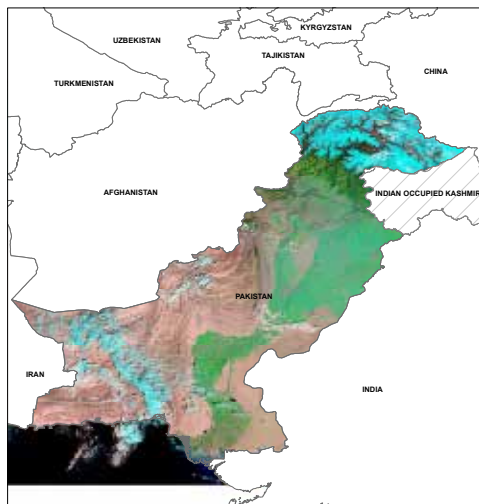 UZBEKISTAN
KYRGYZSTAN
TAJIKISTAN
CHINA
TURKMENISTAN
AFGHANISTAN
INDIAN OCCUPIED KASHMIR
PAKISTAN
IRAN
INDIA